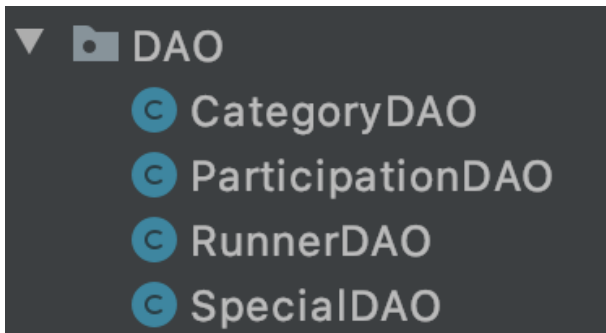 DAO
C CategoryDAO
C ParticipationDAO
C RunnerDAO
C SpecialDAO